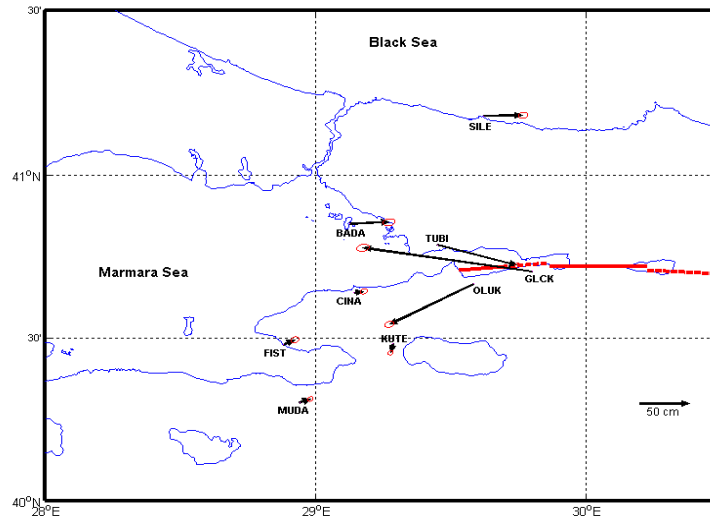 30'
Black Sea
SILE
41°N
BADA
TUBI
Marmara Sea
GLCK
OLUK
CINA
30'
KUTE
FIST
MUDA
50 cm
40°N
28°E
29°E
30°E